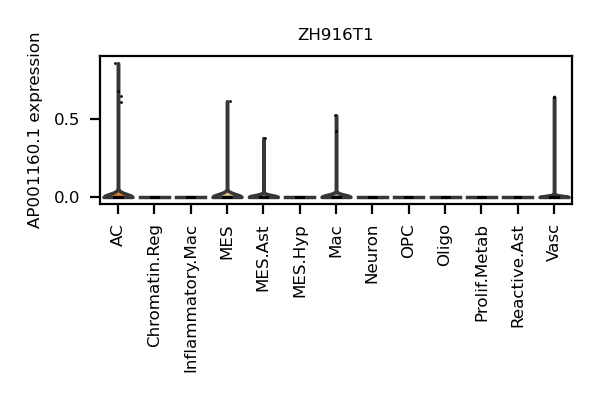 ZH916T1
AP001160.1 expression
0.5
0.0
AC
Chromatin.Reg
Inflammatory.Mac
MES
MES.Ast
MES.Hyp
Mac
Neuron
OPC
Oligo
Prolif.Metab
Reactive.Ast
Vasc